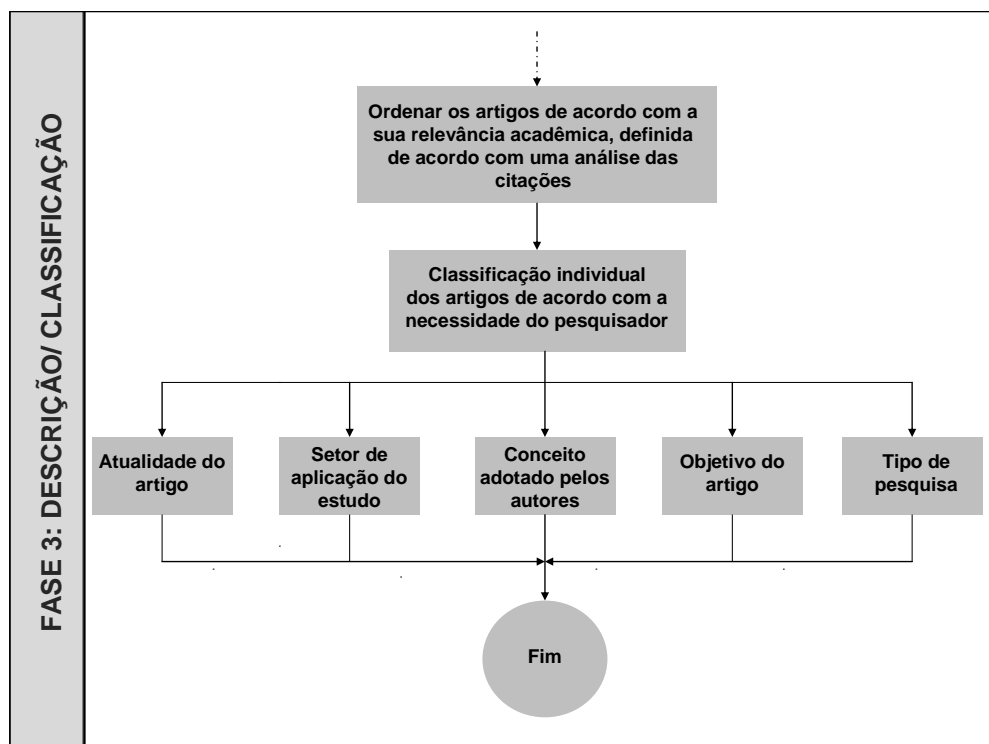 FASE 3: DESCRIÇÃO/ CLASSIFICAÇÃO
Ordenar os artigos de acordo com a
sua relevância acadêmica, definida
de acordo com uma análise das
citações
Classificação individual
dos artigos de acordo com a
necessidade do pesquisador
Atualidade do
artigo
Setor de
aplicação do
estudo
Conceito
adotado pelos
autores
Objetivo do
artigo
Tipo de
pesquisa
Fim